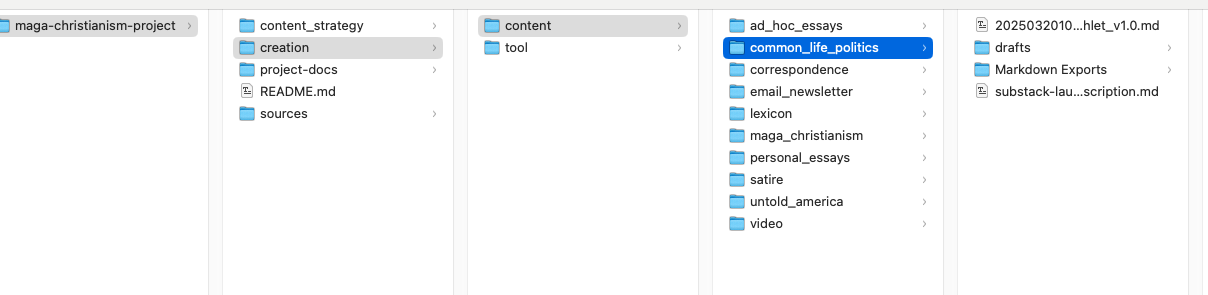 maga-christianism-project
content_strategy
creation
project-docs
README.md
sources
content
tool
ad_hoc_essays
common_life_politics
correspondence
email_newsletter
lexicon
maga_christianism
personal_essays
satire
untold_america
video
2025032010...hlet_v1.0.md
drafts
Markdown Exports
substack-lau...scription.md